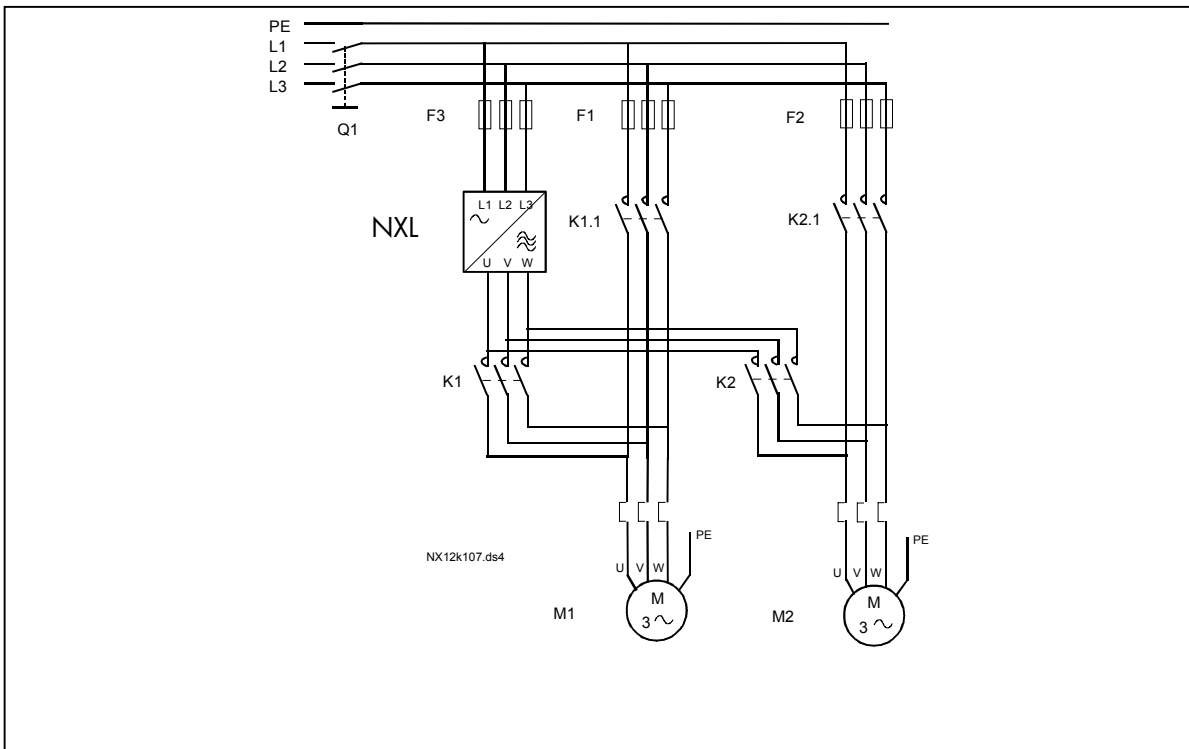 PE
L1
L2
L3
Q1
F3
F1
F2
L1 L2 L3
NXL
K1.1
K2.1
U V W
K1
K2
NX12k107.ds4
PE
PE
U V W
U V W
M1
M
3
M2
M
3